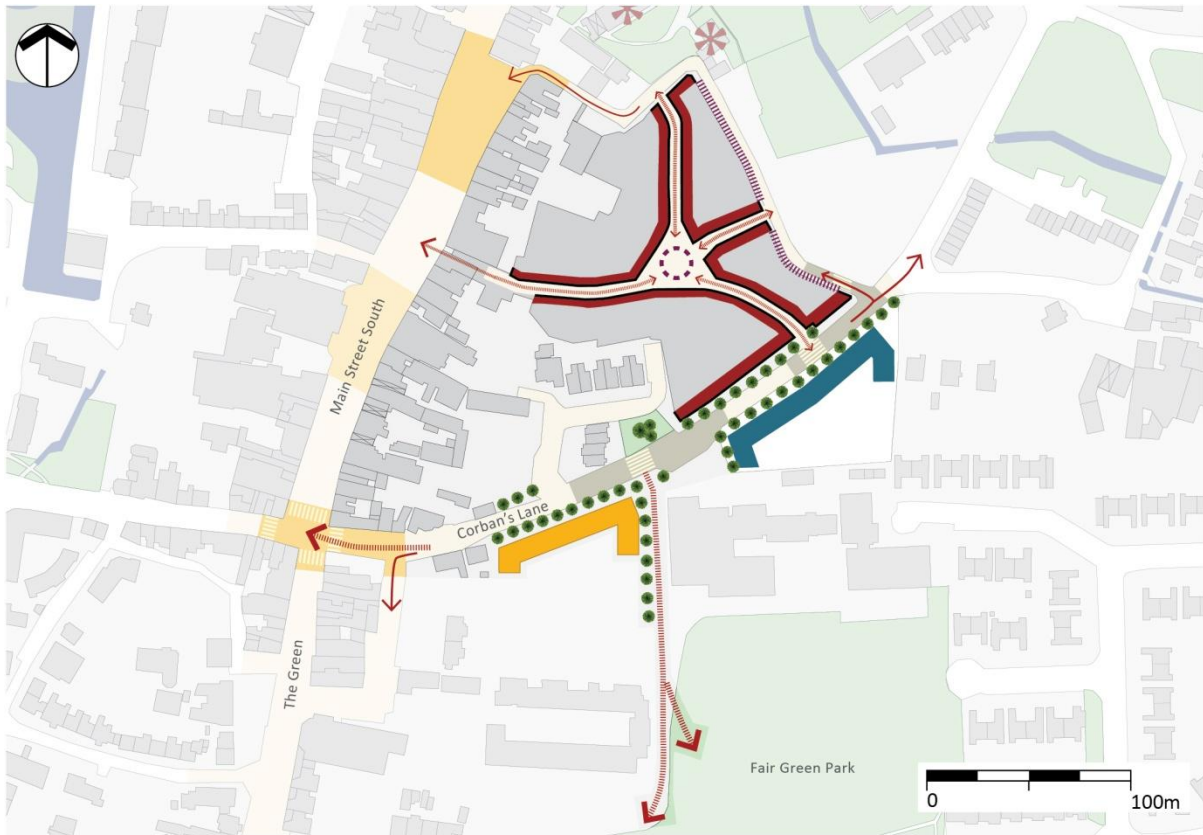 Main Street South
Corban's Lane
The Green
Fair Green Park
0
100m